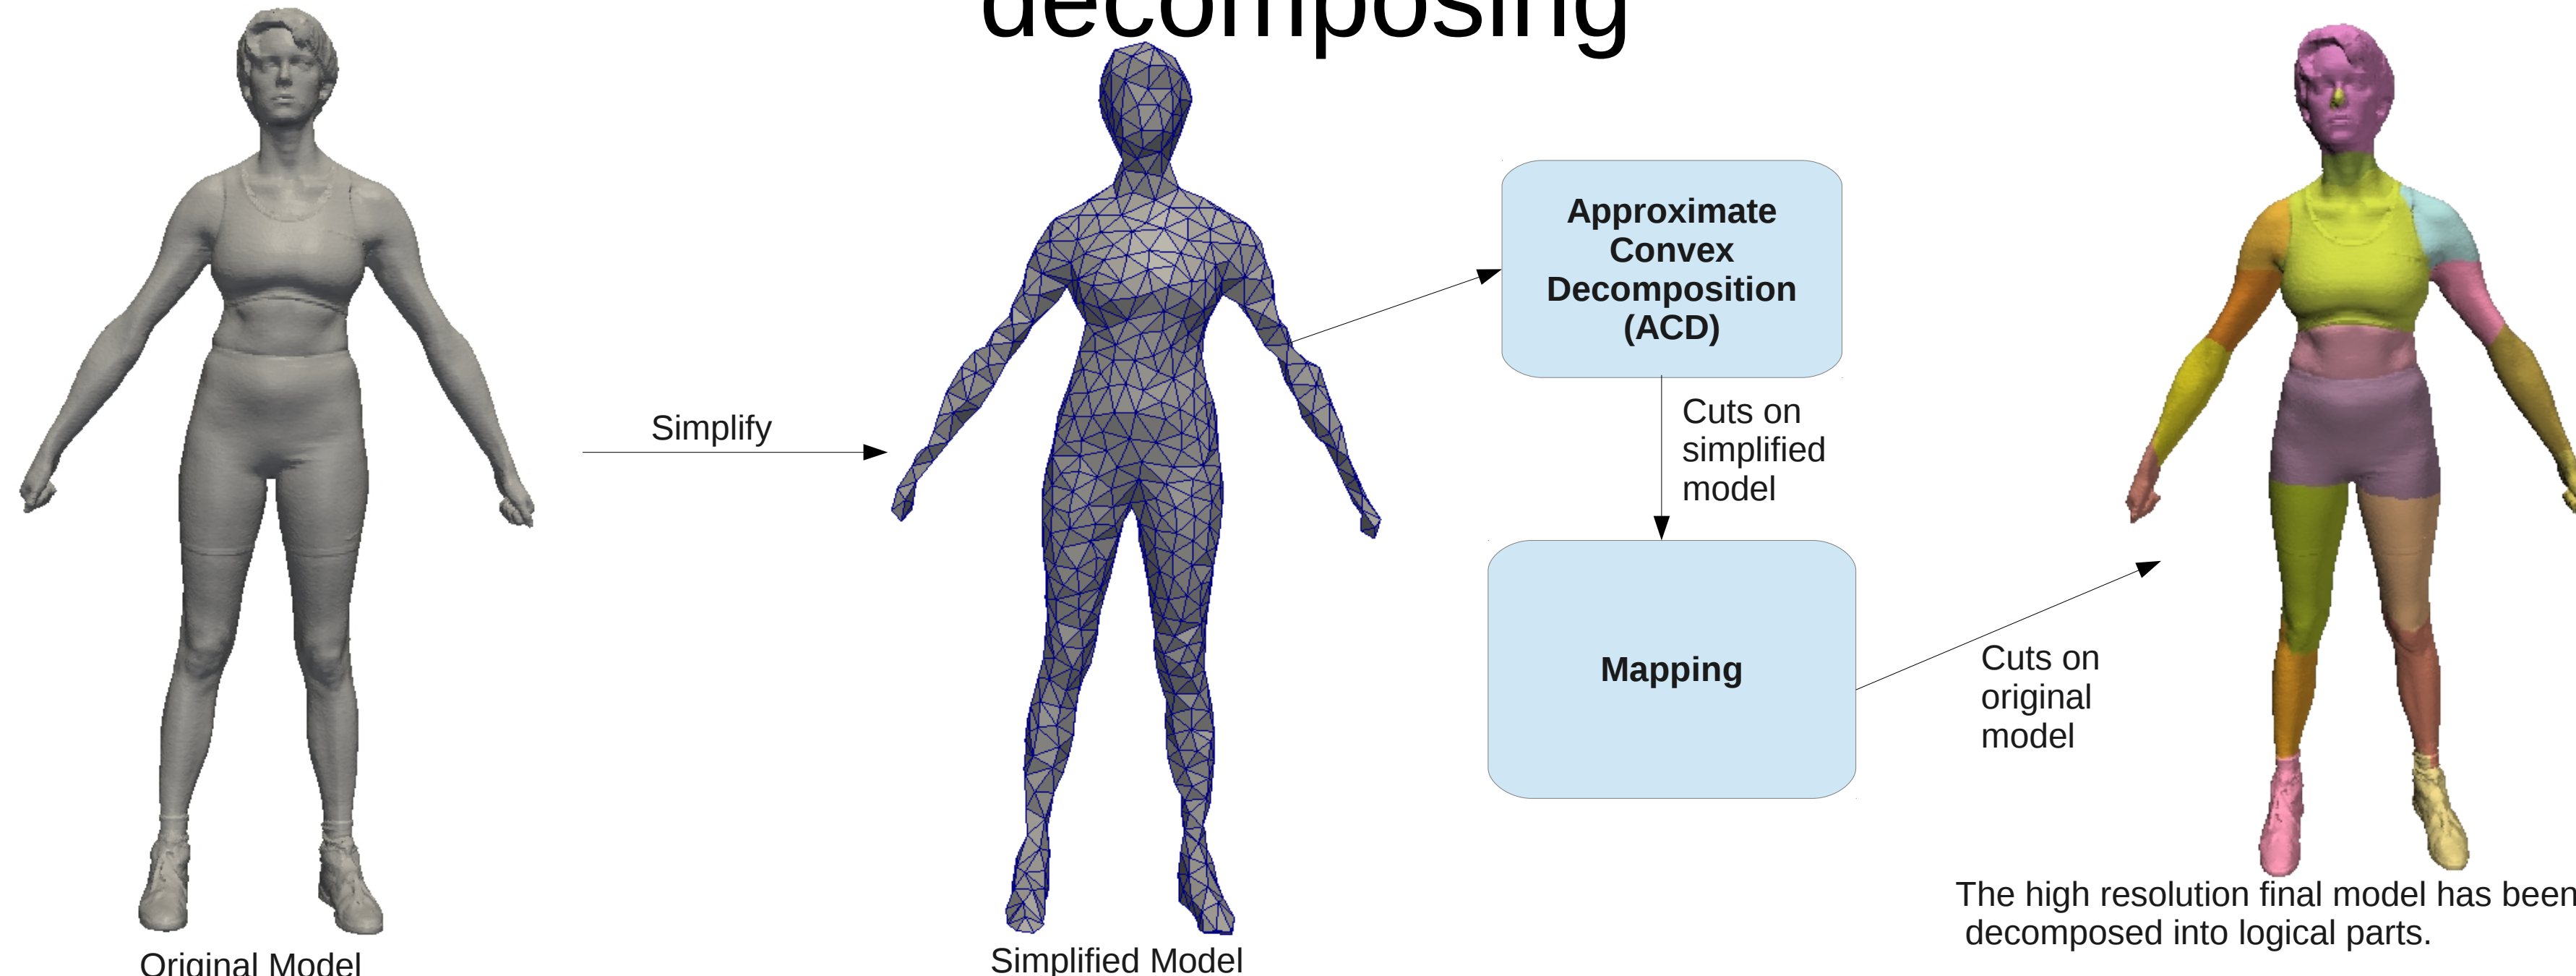 decomposing
Approximate
Convex
Decomposition
(ACD)
Simplify
Cuts on
simplified
model
Mapping
Cuts on
original
model
The high resolution final model has been
decomposed into logical parts.
Original Model
Simplified Model